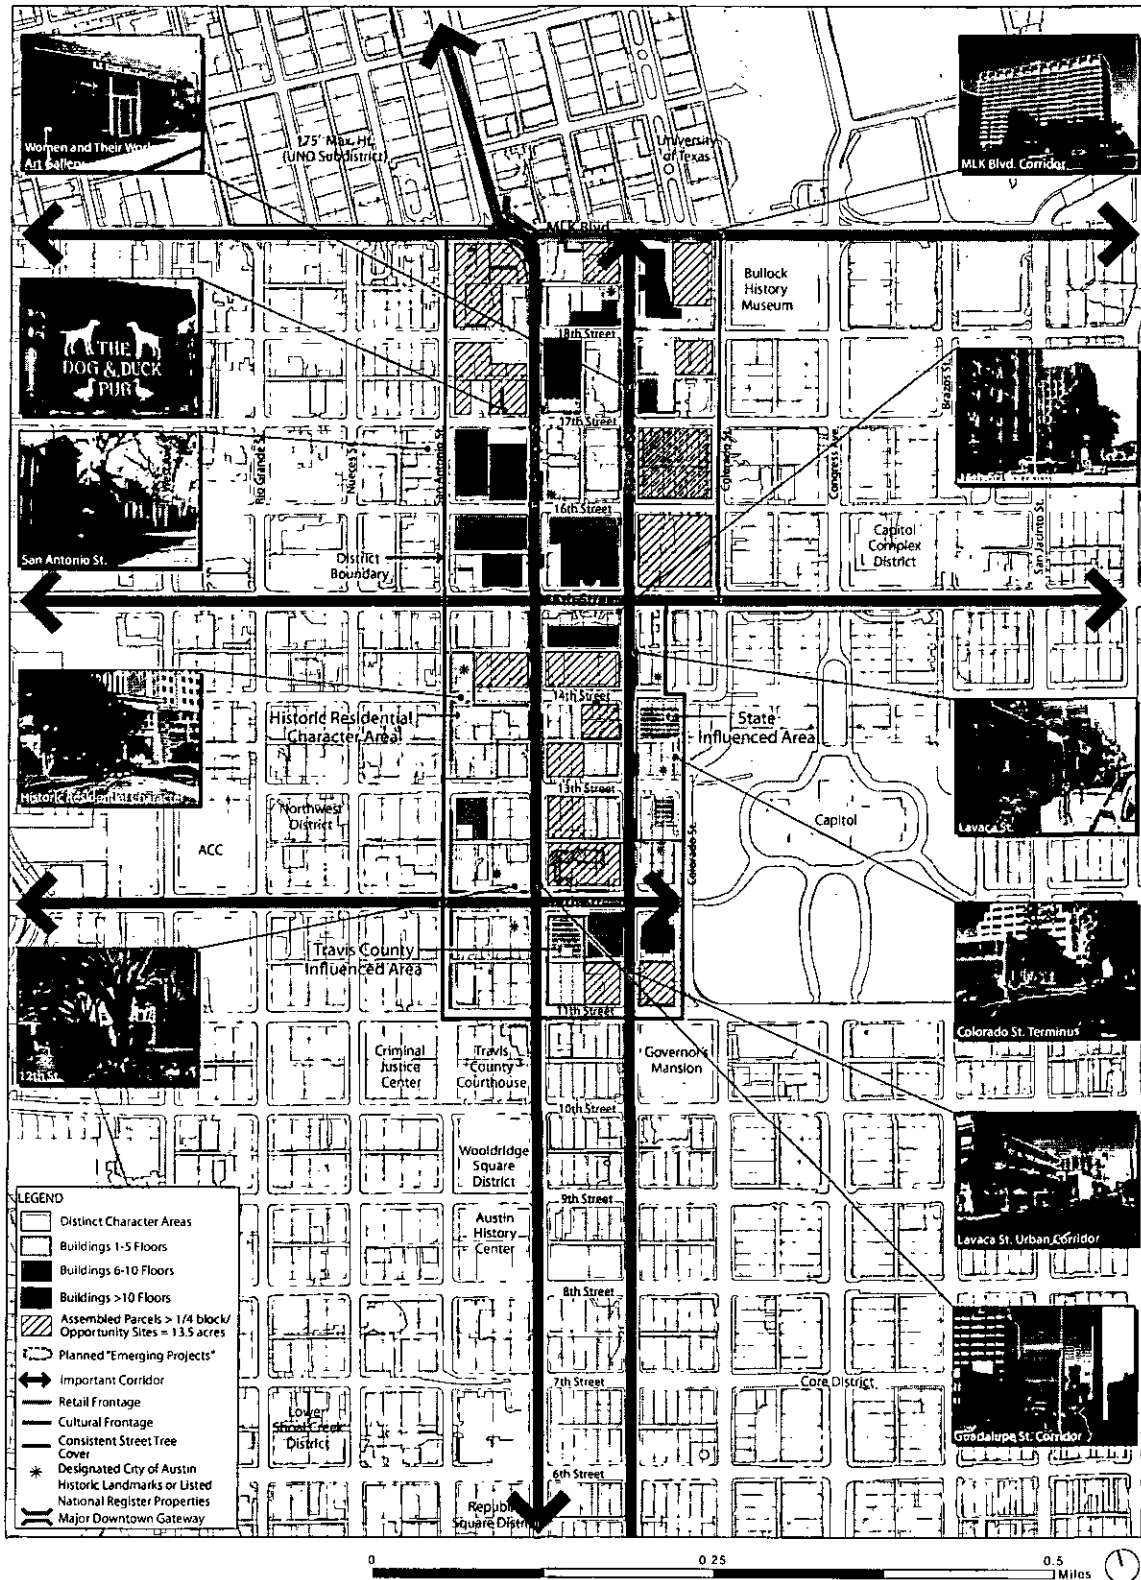 Women and Their Work
Art Gallery
175' Max. Ht.
(UNO Subdistrict)
University
of Texas
MLK Blvd. Corridor
MLK Blvd.
Bullock
History
Museum
THE
DOG & DUCK
PUB
18th Street
17th Street
Brazos St.
Rio Grande St.
Nueces St.
San Antonio St.
Colorado St.
Congress Ave.
San Jacinto St.
16th Street
San Antonio St.
District
Boundary
Capitol
Complex
District
14th Street
Historic Residential
Character Area
State
Influenced Area
Historic Residential Character
13th Street
Northwest
District
ACC
Capitol
Colorado St.
Lavaca St.
Travis County
Influenced Area
11th Street
12th St.
Colorado St. Terminus
Criminal
Justice
Center
Travis
County
Courthouse
Governor's
Mansion
10th Street
Wooldridge
Square
District
9th Street
Austin
History
Center
Lavaca St. Urban Corridor
8th Street
7th Street
Core District
Lower
Shoal Creek
District
Guadalupe St. Corridor
6th Street
Republic
Square District
LEGEND
Distinct Character Areas
Buildings 1-5 Floors
Buildings 6-10 Floors
Buildings >10 Floors
Assembled Parcels > 1/4 block/
Opportunity Sites = 13.5 acres
Planned "Emerging Projects"
Important Corridor
Retail Frontage
Cultural Frontage
Consistent Street Tree
Cover
Designated City of Austin
Historic Landmarks or Listed
National Register Properties
Major Downtown Gateway
0
0.25
0.5
Miles